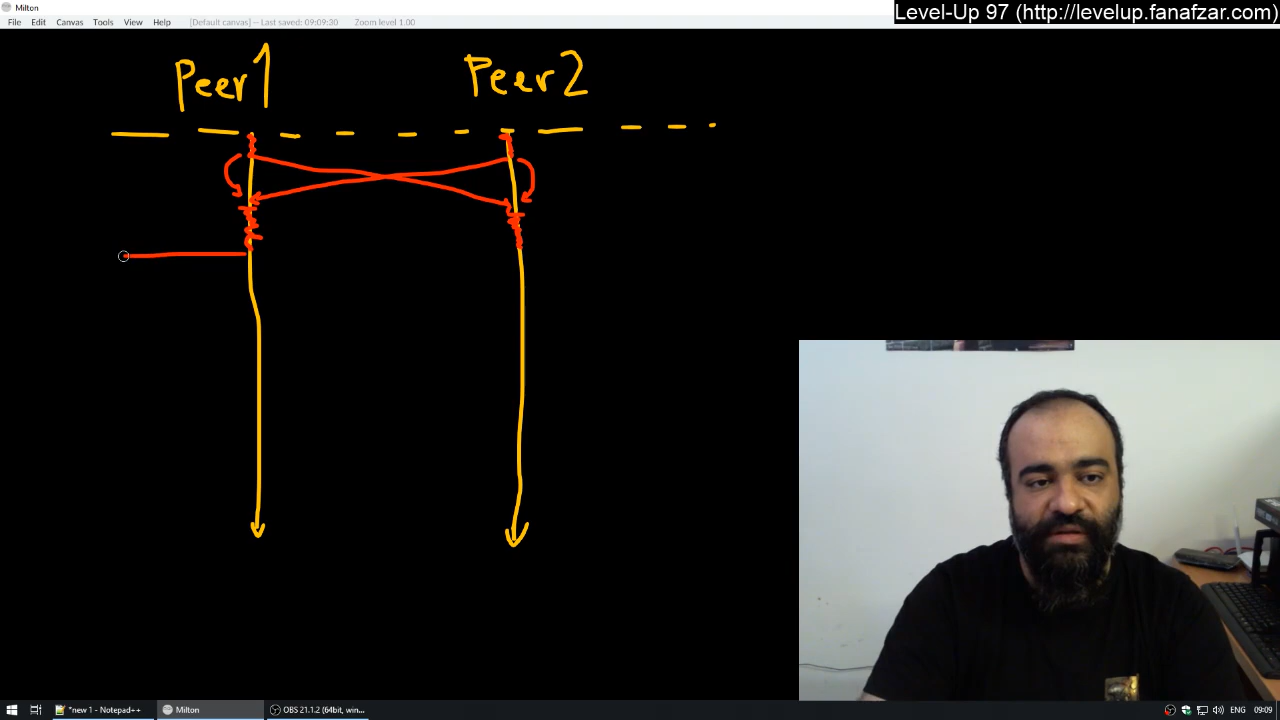 Milton
Level-Up 97 (http://levelup.fanafzar.com)
File Edit Canvas Tools View Help [Default canvas] -- Last saved: 09:09:30 Zoom level 1.00
Peer1 Peer2
*new 1 - Notepad++ Milton OBS 21.1.2 (64bit, win... ENG 09:09